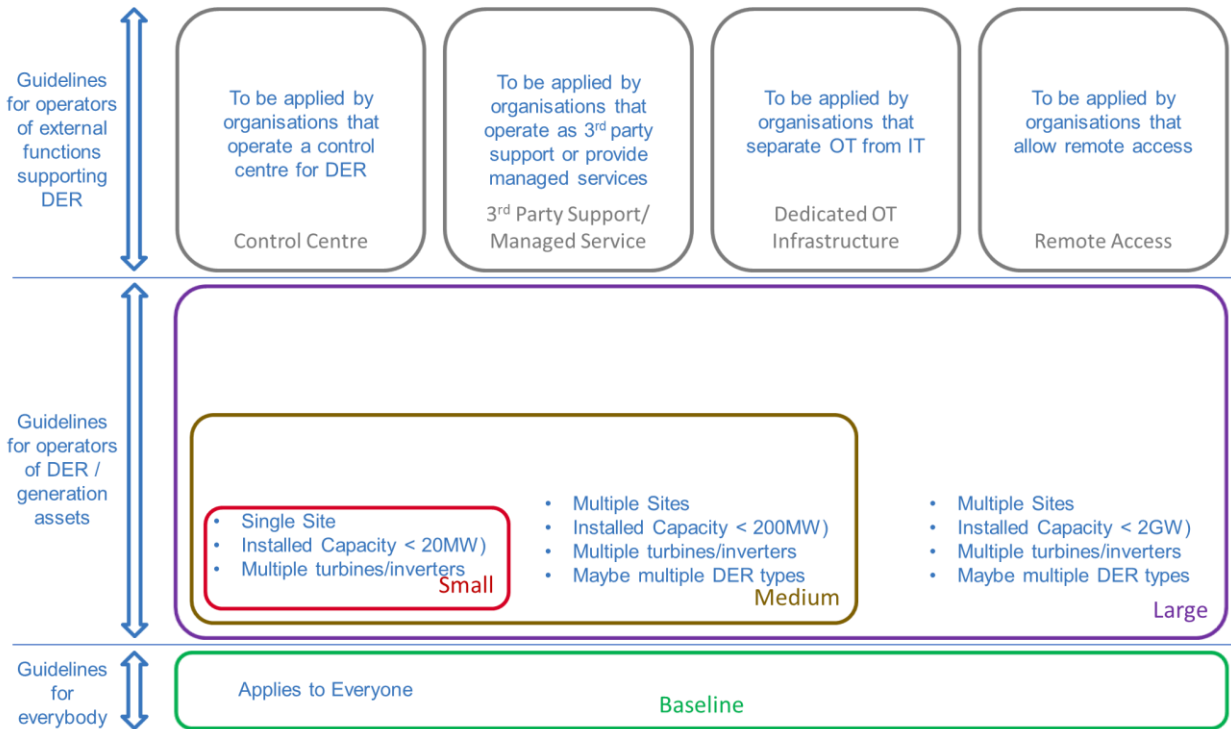 Guidelines
for operators
of external
functions
supporting
DER
To be applied by
organisations that
operate a control
centre for DER
Control Centre
To be applied by
organisations that
operate as 3rd party
support or provide
managed services
3rd Party Support/
Managed Service
To be applied by
organisations that
separate OT from IT
Dedicated OT
Infrastructure
To be applied by
organisations that
allow remote access
Remote Access
Guidelines
for operators
of DER /
generation
assets
• Single Site
• Installed Capacity < 20MW)
• Multiple turbines/inverters
Small
• Multiple Sites
• Installed Capacity < 200MW)
• Multiple turbines/inverters
• Maybe multiple DER types
Medium
• Multiple Sites
• Installed Capacity < 2GW)
• Multiple turbines/inverters
• Maybe multiple DER types
Large
Guidelines
for
everybody
Applies to Everyone
Baseline